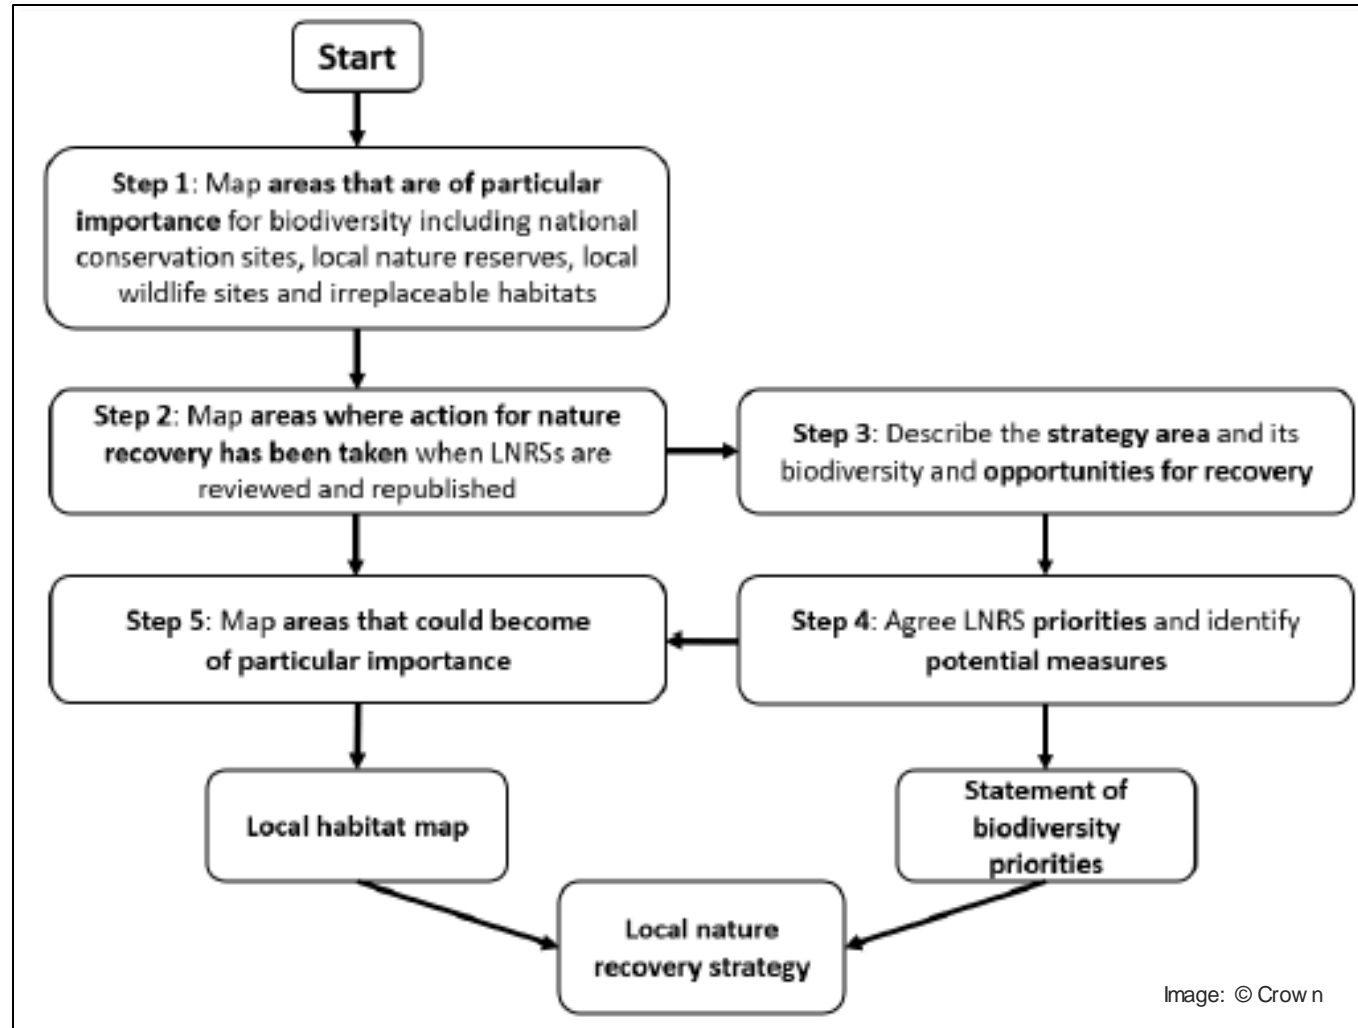 Start
Step 1: Map areas that are of particular
importance for biodiversity including national
conservation sites, local nature reserves, local
wildlife sites and irreplaceable habitats
Step 2: Map areas where action for nature
recovery has been taken when LNRSs are
reviewed and republished
Step 3: Describe the strategy area and its
biodiversity and opportunities for recovery
Step 4: Agree LNRS priorities and identify
potential measures
Step 5: Map areas that could become
of particular importance
Local habitat map
Statement of
biodiversity
priorities
Local nature
recovery strategy
Image: © Crown